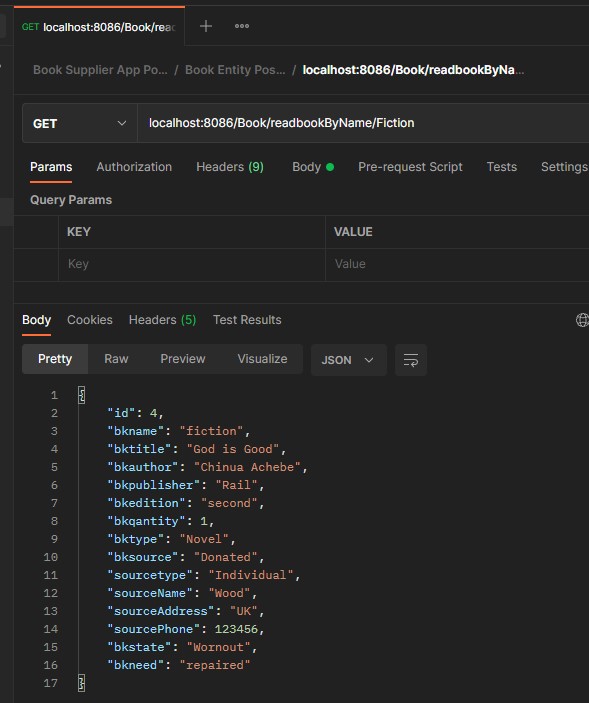 GET localhost:8086/Book/rea
Book Supplier App Po... / Book Entity Pos... / localhost:8086/Book/readbookByNa...
GET localhost:8086/Book/readbookByName/Fiction
Params Authorization Headers (9) Body Pre-request Script Tests Settings
Query Params
KEY VALUE
Key Value
Body Cookies Headers (5) Test Results
Pretty Raw Preview Visualize JSON
1 {
2 "id": 4,
3 "bkname": "fiction",
4 "bktitle": "God is Good",
5 "bkauthor": "Chinua Achebe",
6 "bkpublisher": "Rail",
7 "bkedition": "second",
8 "bkqantity": 1,
9 "bktype": "Novel",
10 "bksource": "Donated",
11 "sourcetype": "Individual",
12 "sourceName": "Wood",
13 "sourceAddress": "UK",
14 "sourcePhone": 123456,
15 "bkstate": "Wornout",
16 "bkneed": "repaired"
17 }